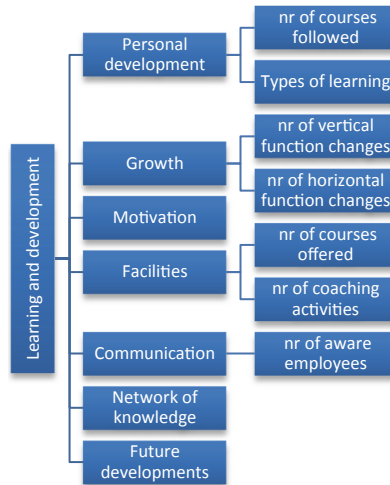 Learning and development
Personal
development
nr of courses
followed
Types of learning
Growth
nr of vertical
function changes
nr of horizontal
function changes
Motivation
Facilities
nr of courses
offered
nr of coaching
activities
Communication
nr of aware
employees
Network of
knowledge
Future
developments